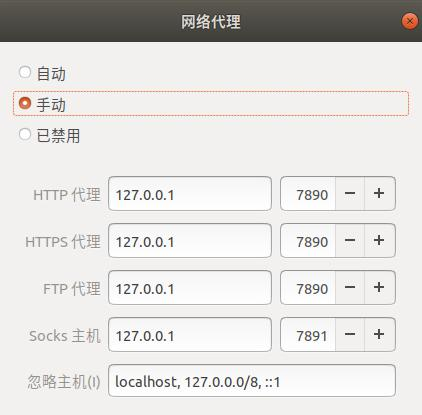 网络代理
自动
手动
已禁用
HTTP 代理 127.0.0.1 7890 − +
HTTPS 代理 127.0.0.1 7890 − +
FTP 代理 127.0.0.1 7890 − +
Socks 主机 127.0.0.1 7891 − +
忽略主机(I) localhost, 127.0.0.0/8, ::1